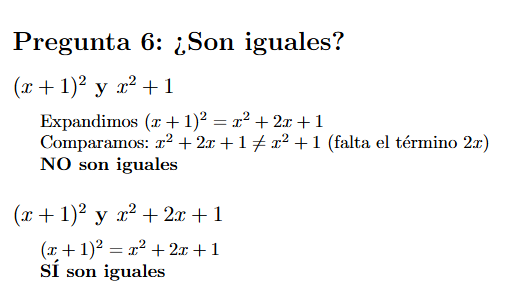 Pregunta 6: ¿Son iguales?
(x + 1)² y x² + 1
Expandimos (x + 1)² = x² + 2x + 1
Comparamos: x² + 2x + 1 ≠ x² + 1 (falta el término 2x)
NO son iguales
(x + 1)² y x² + 2x + 1
(x + 1)² = x² + 2x + 1
SÍ son iguales